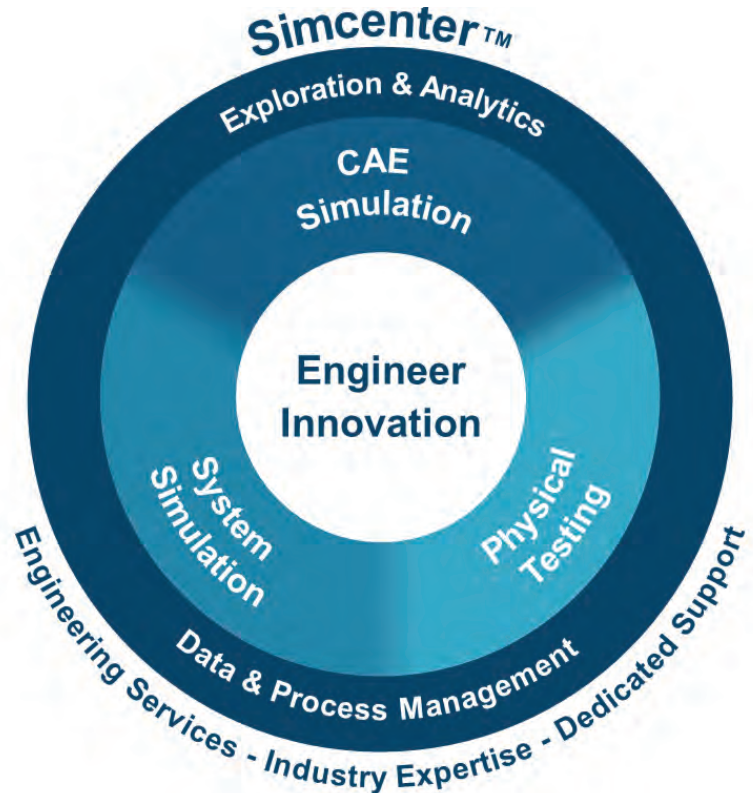 Simcenter™
Exploration & Analytics
CAE
Simulation
Engineer
Innovation
System
Simulation
Physical
Testing
Data & Process Management
Engineering Services - Industry Expertise - Dedicated Support